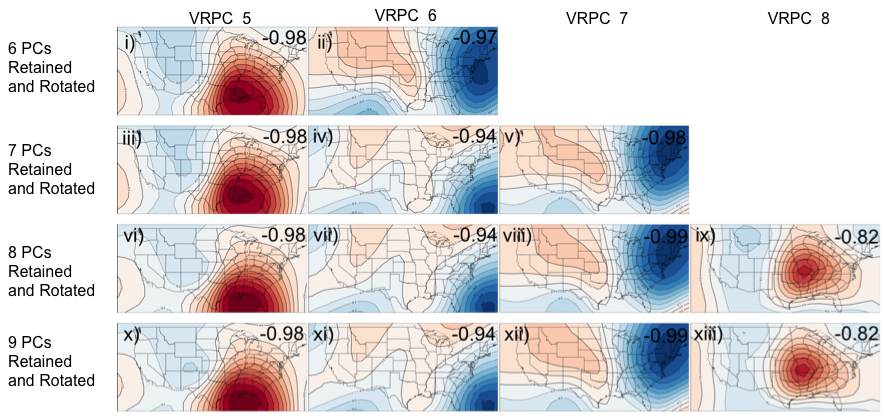 VRPC 5 VRPC 6 VRPC 7 VRPC 8
6 PCs
Retained
and Rotated
i) -0.98 ii) -0.97
7 PCs
Retained
and Rotated
iii) -0.98 iv) -0.94 v) -0.98
8 PCs
Retained
and Rotated
vi) -0.98 vii) -0.94 viii) -0.99 ix) -0.82
9 PCs
Retained
and Rotated
x) -0.98 xi) -0.94 xii) -0.99 xiii) -0.82